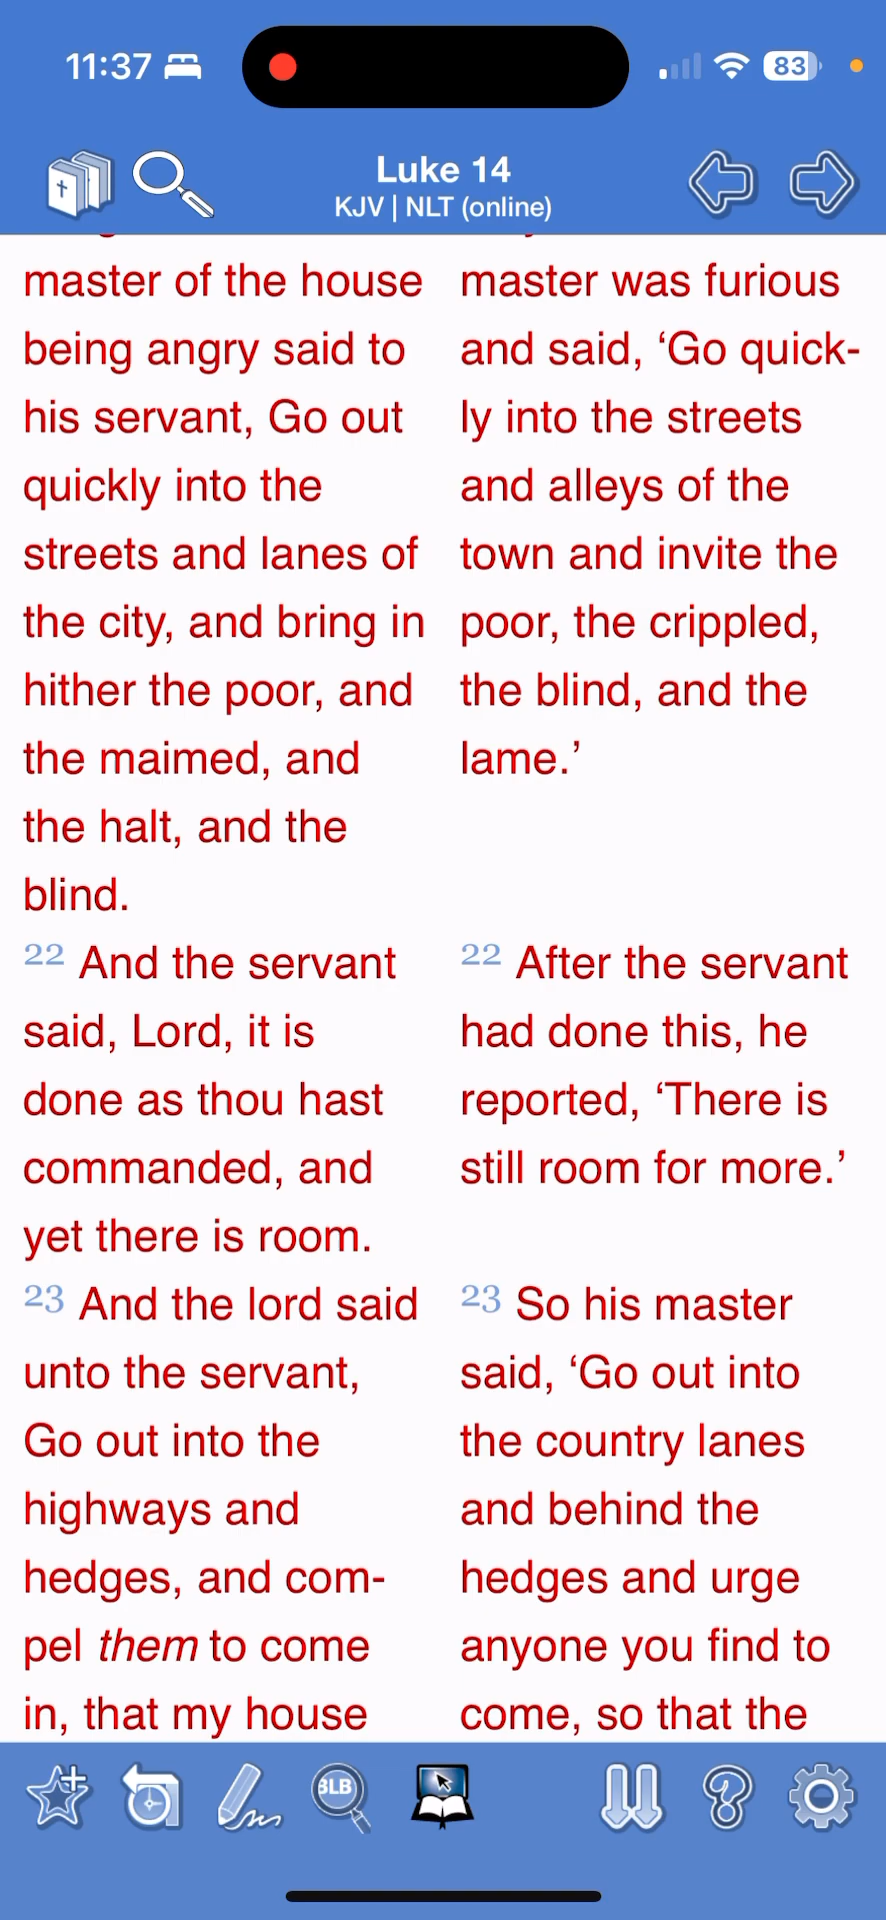 11:37
83
Luke 14
KJV | NLT (online)
master of the house
being angry said to
his servant, Go out
quickly into the
streets and lanes of
the city, and bring in
hither the poor, and
the maimed, and
the halt, and the
blind.
22 And the servant
said, Lord, it is
done as thou hast
commanded, and
yet there is room.
23 And the lord said
unto the servant,
Go out into the
highways and
hedges, and com-
pel them to come
in, that my house
master was furious
and said, ‘Go quick-
ly into the streets
and alleys of the
town and invite the
poor, the crippled,
the blind, and the
lame.’
22 After the servant
had done this, he
reported, ‘There is
still room for more.’
23 So his master
said, ‘Go out into
the country lanes
and behind the
hedges and urge
anyone you find to
come, so that the
BLB